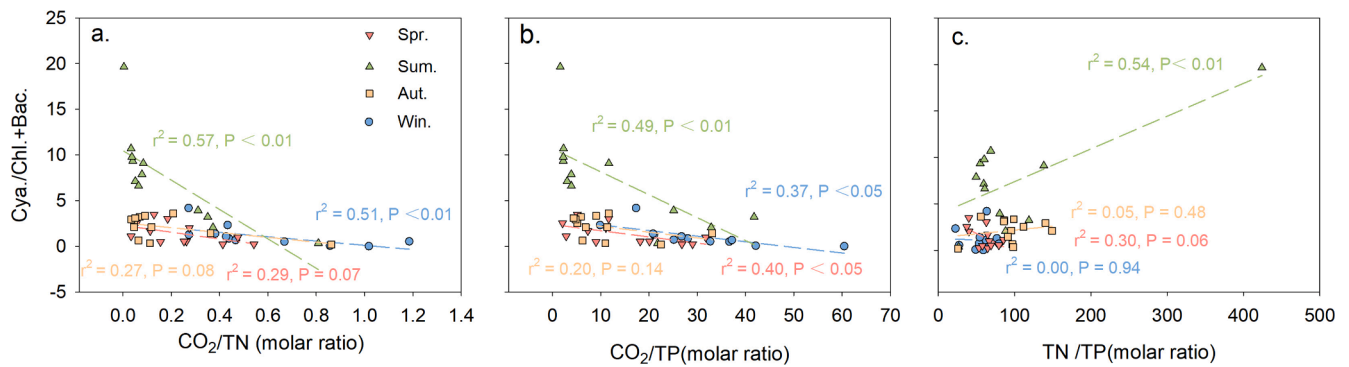 a.
Spr.
Sum.
Aut.
Win.
r² = 0.57, P < 0.01
r² = 0.51, P <0.01
r² = 0.27, P = 0.08
r² = 0.29, P = 0.07
25
20
15
10
5
0
-5
Cya./Chl.+Bac.
0.0 0.2 0.4 0.6 0.8 1.0 1.2 1.4
CO₂/TN (molar ratio)
b.
r² = 0.49, P < 0.01
r² = 0.37, P <0.05
r² = 0.20, P = 0.14
r² = 0.40, P < 0.05
0 10 20 30 40 50 60 70
CO₂/TP(molar ratio)
c.
r² = 0.54, P< 0.01
r² = 0.05, P = 0.48
r² = 0.30, P = 0.06
r² = 0.00, P = 0.94
0 100 200 300 400 500
TN /TP(molar ratio)